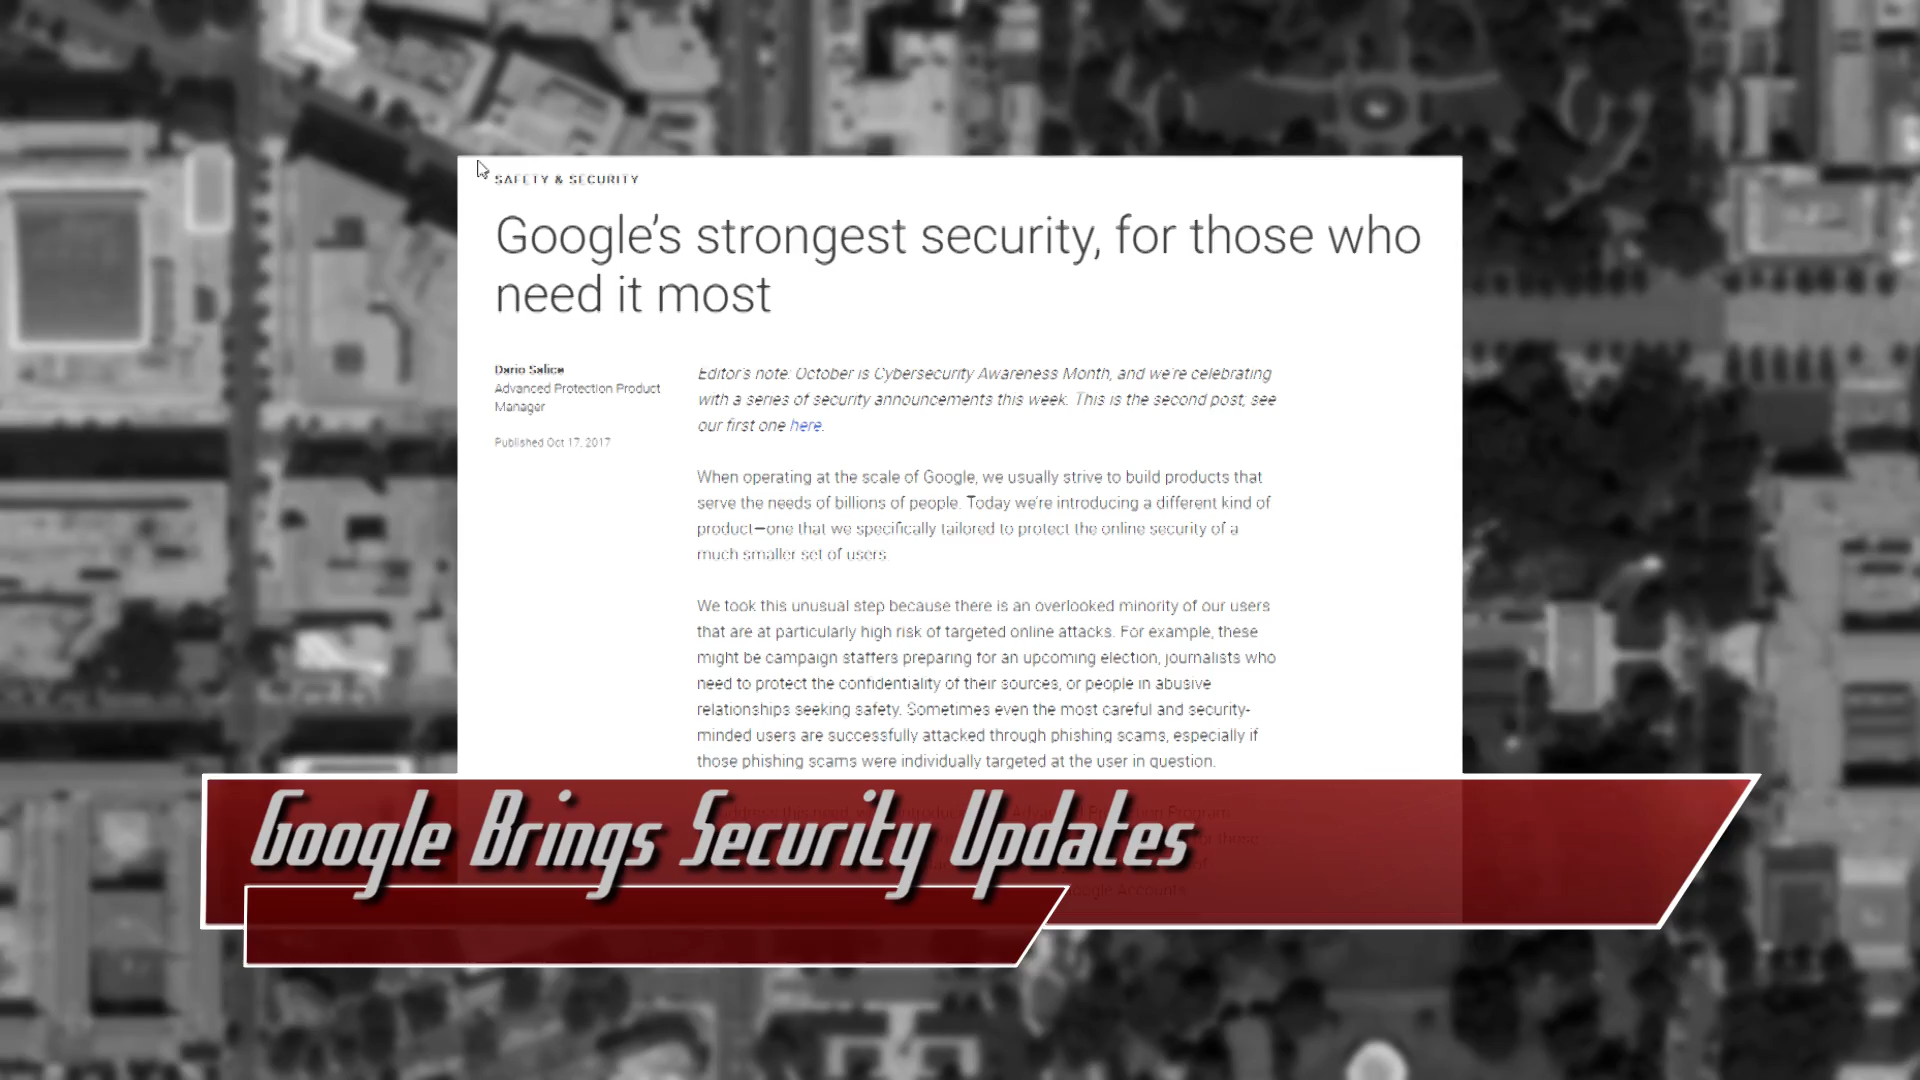 SAFETY & SECURITY
Google's strongest security, for those who
need it most
Dario Salice
Advanced Protection Product
Manager
Published Oct 17, 2017
Editor's note: October is Cybersecurity Awareness Month, and we're celebrating
with a series of security announcements this week. This is the second post; see
our first one here.
When operating at the scale of Google, we usually strive to build products that
serve the needs of billions of people. Today we're introducing a different kind of
product—one that we specifically tailored to protect the online security of a
much smaller set of users.
We took this unusual step because there is an overlooked minority of our users
that are at particularly high risk of targeted online attacks. For example, these
might be campaign staffers preparing for an upcoming election, journalists who
need to protect the confidentiality of their sources, or people in abusive
relationships seeking safety. Sometimes even the most careful and security-
minded users are successfully attacked through phishing scams, especially if
those phishing scams were individually targeted at the user in question.
Google Brings Security Updates